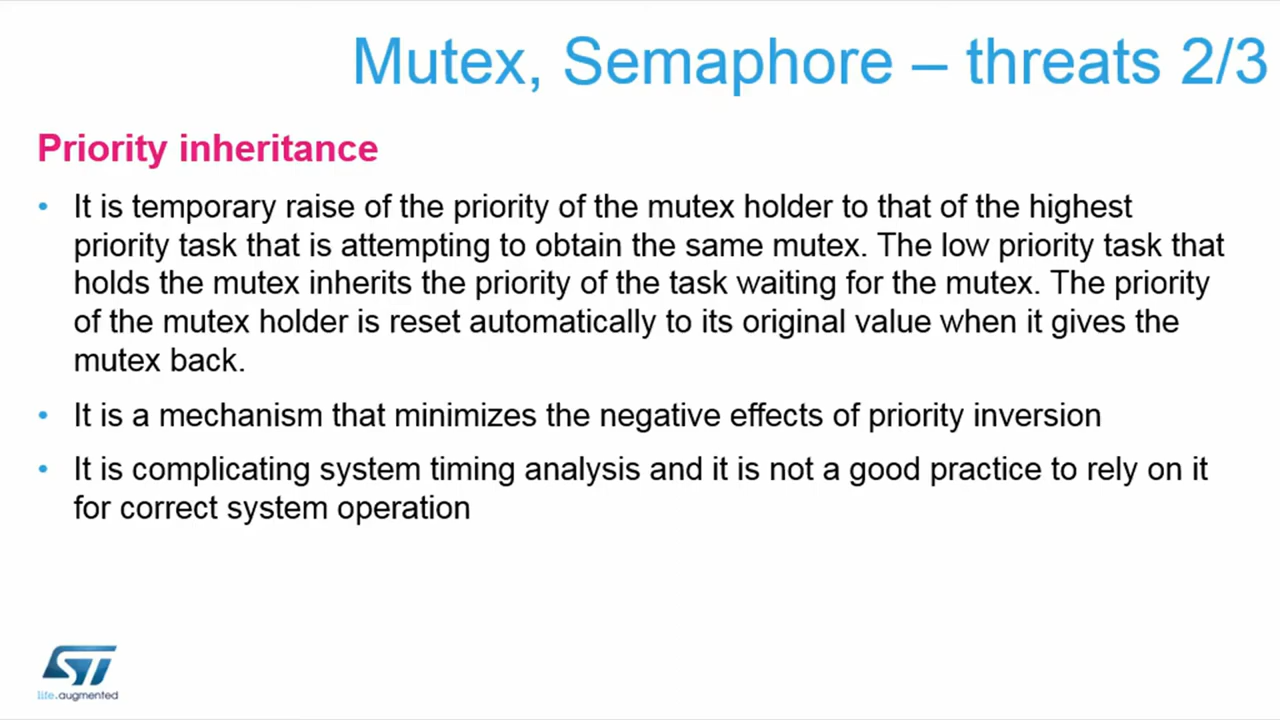 Mutex, Semaphore – threats 2/3
Priority inheritance
• It is temporary raise of the priority of the mutex holder to that of the highest
priority task that is attempting to obtain the same mutex. The low priority task that
holds the mutex inherits the priority of the task waiting for the mutex. The priority
of the mutex holder is reset automatically to its original value when it gives the
mutex back.
• It is a mechanism that minimizes the negative effects of priority inversion
• It is complicating system timing analysis and it is not a good practice to rely on it
for correct system operation
ST
life.augmented